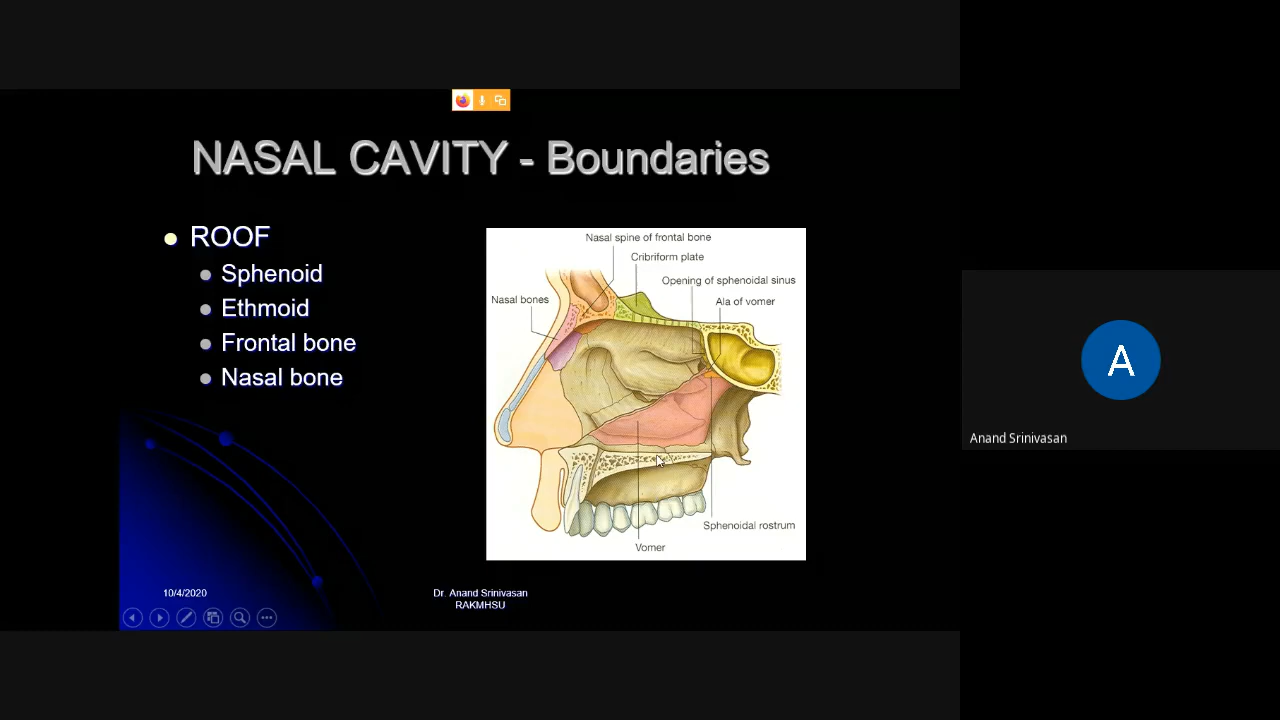 NASAL CAVITY - Boundaries
ROOF
Sphenoid
Ethmoid
Frontal bone
Nasal bone
Nasal spine of frontal bone
Cribriform plate
Opening of sphenoidal sinus
Nasal bones
Ala of vomer
Sphenoidal rostrum
Vomer
10/4/2020
Dr. Anand Srinivasan
RAKMHSU
A
Anand Srinivasan